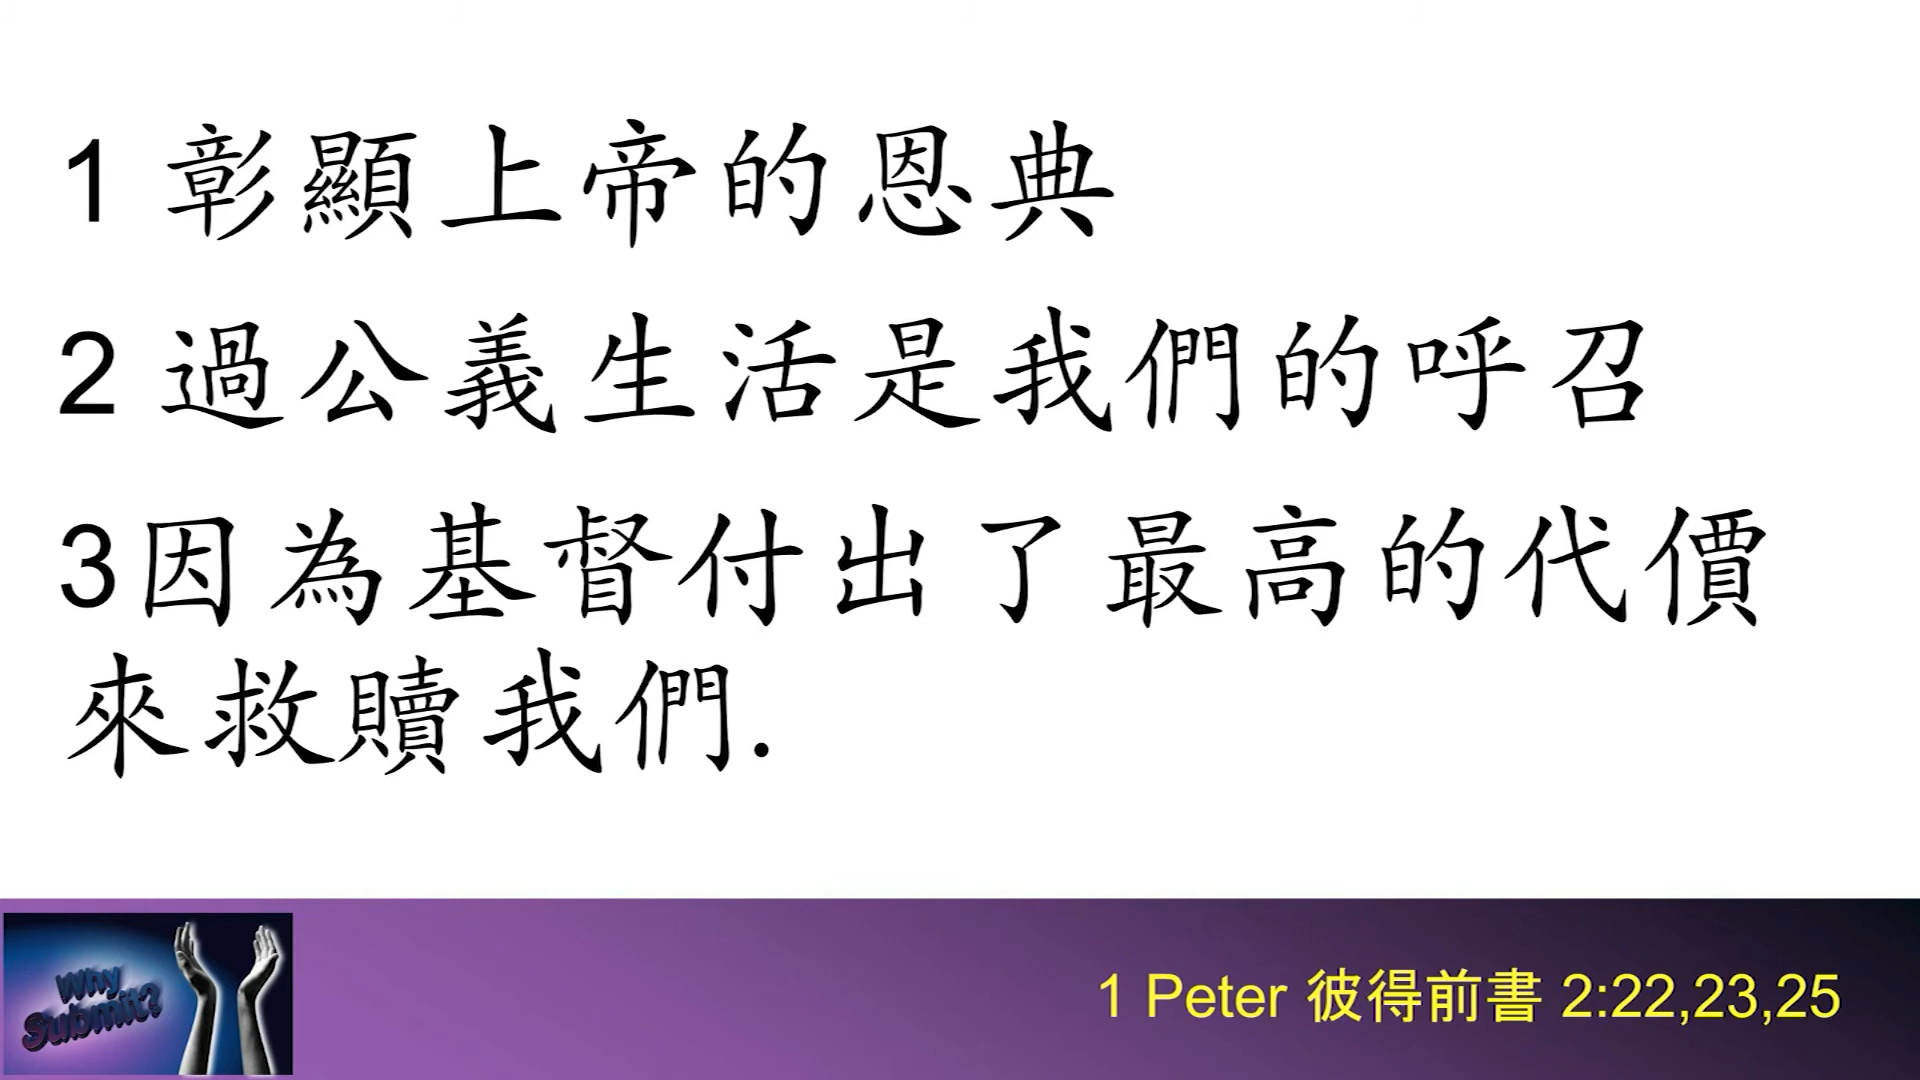 1 彰顯上帝的恩典
2 過公義生活是我們的呼召
3因為基督付出了最高的代價
來救贖我們.
Why
Submit?
1 Peter 彼得前書 2:22,23,25